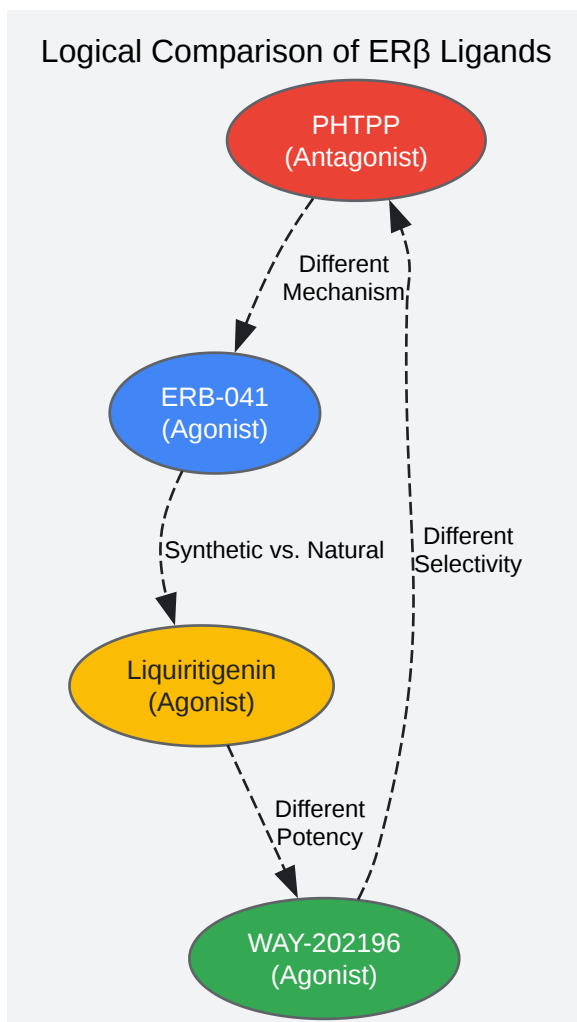 Logical Comparison of ERβ Ligands
PHTPP
(Antagonist)
Different
Mechanism
ERB-041
(Agonist)
Synthetic vs. Natural
Different
Selectivity
Liquiritigenin
(Agonist)
Different
Potency
WAY-202196
(Agonist)